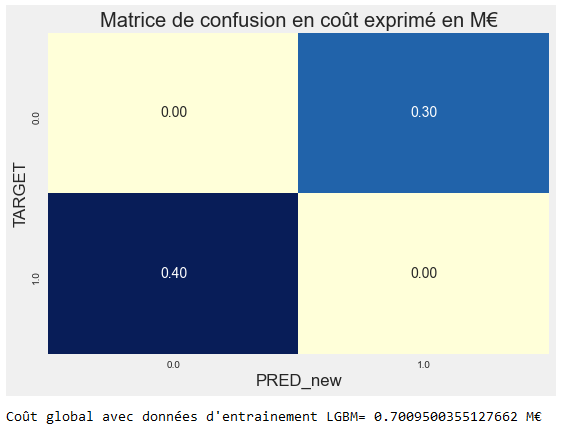 Matrice de confusion en coût exprimé en M€
0.0
0.00
0.30
TARGET
1.0
0.40
0.00
0.0
1.0
PRED_new
Coût global avec données d'entrainement LGBM= 0.7009500355127662 M€